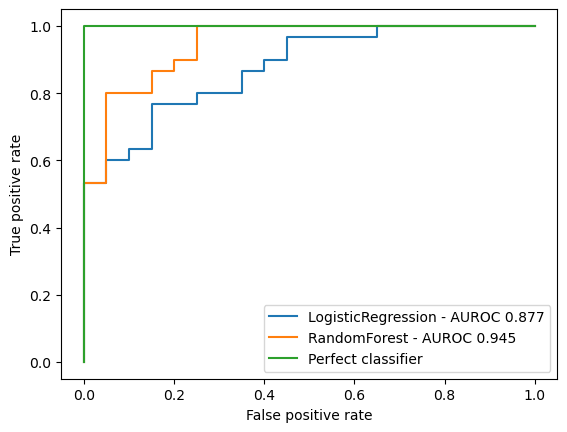 1.0
0.8
0.6
0.4
0.2
0.0
True positive rate
LogisticRegression - AUROC 0.877
RandomForest - AUROC 0.945
Perfect classifier
0.0 0.2 0.4 0.6 0.8 1.0
False positive rate